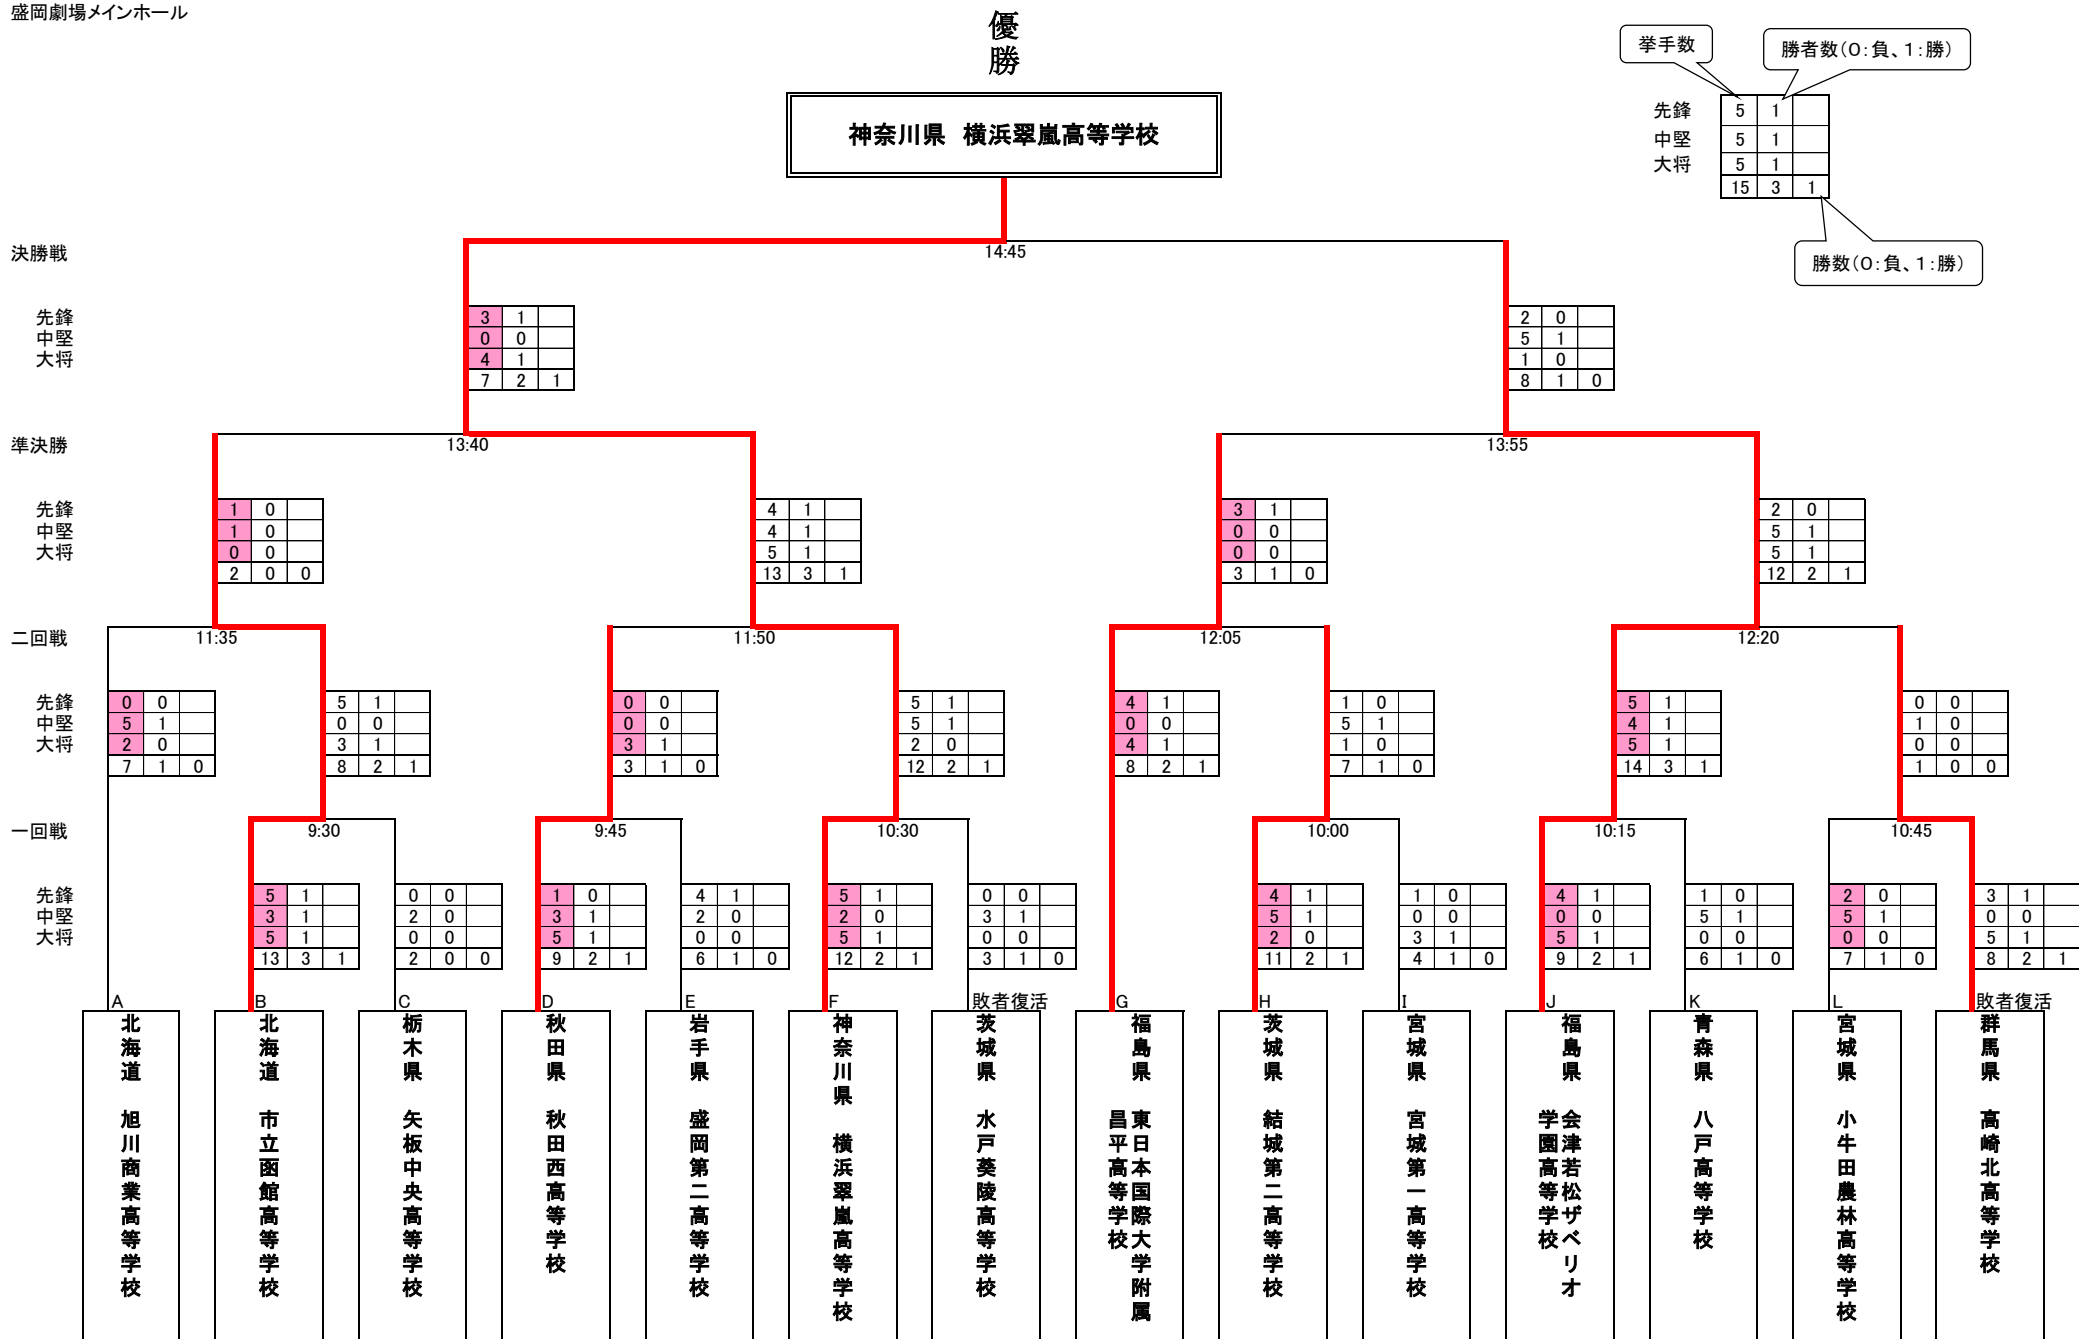 盛岡劇場メインホール
優勝
挙手数
勝者数(0:負、1:勝)
神奈川県　横浜翠嵐高等学校
先鋒 5 1
中堅 5 1
大将 5 1
15 3 1
勝数(0:負、1:勝)
決勝戦
14:45
先鋒 3 1 2 0
中堅 0 0 5 1
大将 4 1 1 0
7 2 1 8 1 0
準決勝
13:40 13:55
先鋒 1 0 4 1 3 1 2 0
中堅 1 0 4 1 0 0 5 1
大将 0 0 5 1 0 0 5 1
2 0 0 13 3 1 3 1 0 12 2 1
二回戦
11:35 11:50 12:05 12:20
先鋒 0 0 5 1 0 0 5 1 4 1 1 0 5 1 0 0
中堅 5 1 0 0 0 0 5 1 0 0 5 1 4 1 1 0
大将 2 0 3 1 3 1 2 0 4 1 1 0 5 1 0 0
7 1 0 8 2 1 3 1 0 12 2 1 8 2 1 7 1 0 14 3 1 1 0 0
一回戦
9:30 9:45 10:30 10:00 10:15 10:45
先鋒 5 1 0 0 1 0 4 1 5 1 0 0 4 1 1 0 4 1 1 0 2 0 3 1
中堅 3 1 2 0 3 1 2 0 2 0 3 1 5 1 0 0 0 0 5 1 5 1 0 0
大将 5 1 0 0 5 1 0 0 5 1 0 0 2 0 3 1 5 1 0 0 0 0 5 1
13 3 1 2 0 0 9 2 1 6 1 0 12 2 1 3 1 0 11 2 1 4 1 0 9 2 1 6 1 0 7 1 0 8 2 1
A B C D E F 敗者復活 G H I J K L 敗者復活
北海道　旭川商業高等学校
北海道　市立函館高等学校
栃木県　矢板中央高等学校
秋田県　秋田西高等学校
岩手県　盛岡第二高等学校
神奈川県　横浜翠嵐高等学校
茨城県　水戸葵陵高等学校
福島県　東日本国際大学附属
昌平高等学校
茨城県　結城第二高等学校
宮城県　宮城第一高等学校
福島県　会津若松ザベリオ
学園高等学校
青森県　八戸高等学校
宮城県　小牛田農林高等学校
群馬県　高崎北高等学校